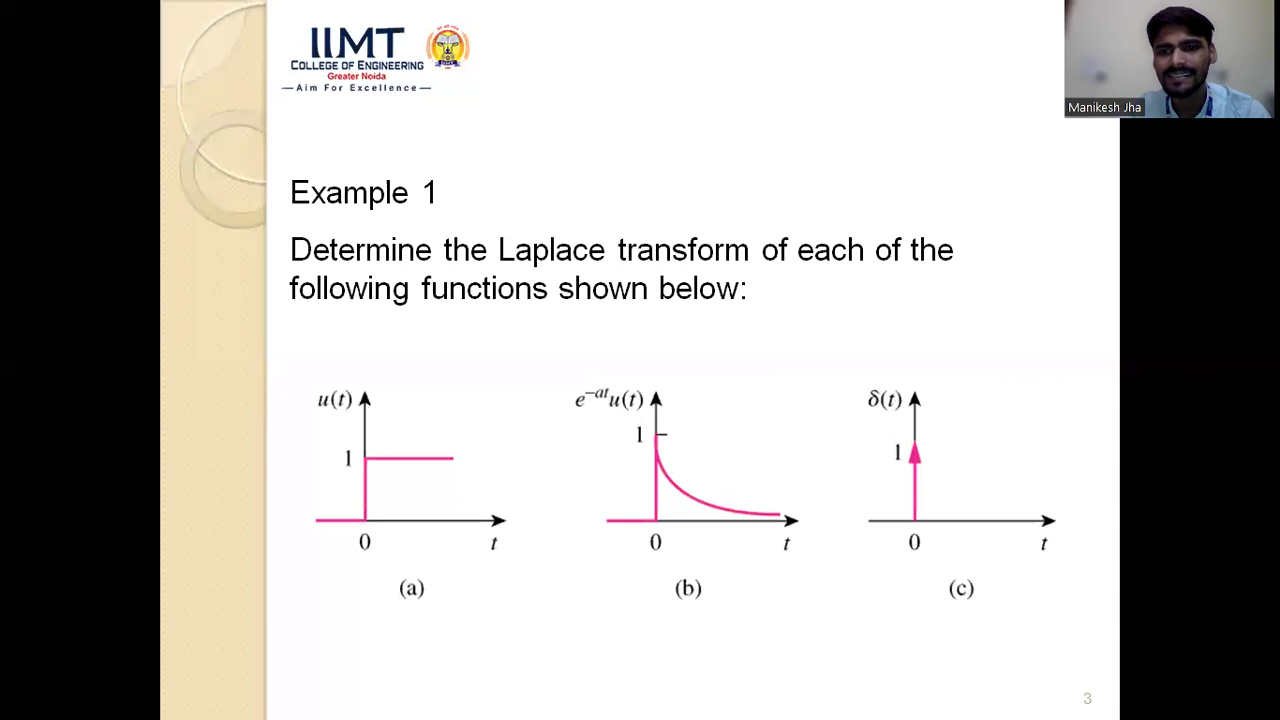 IIMT
COLLEGE OF ENGINEERING
Greater Noida
—Aim For Excellence—
Manikesh Jha
Example 1
Determine the Laplace transform of each of the
following functions shown below:
u(t)
1
0
t
(a)
e^{-at}u(t)
1
0
t
(b)
δ(t)
1
0
t
(c)
3